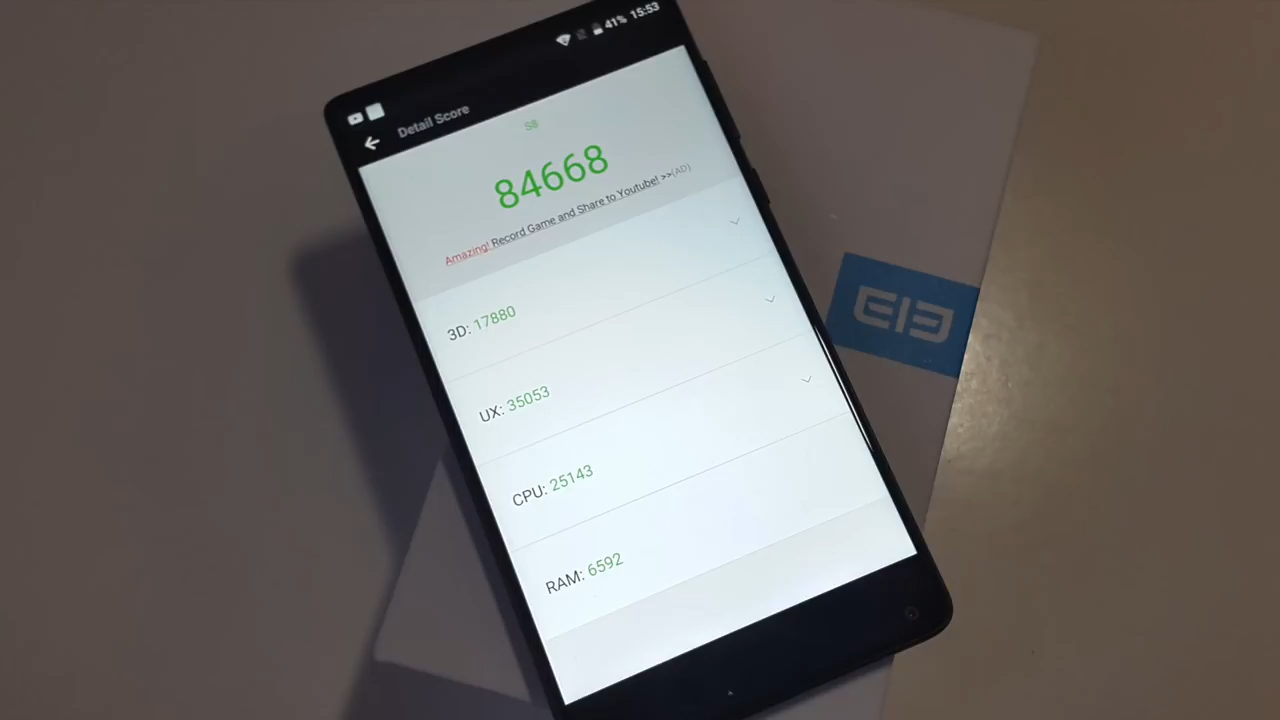 41% 15:53
Detail Score
S8
84668
Amazing! Record Game and Share to Youtube! >>(AD)
3D: 17880
UX: 35053
CPU: 25143
RAM: 6592